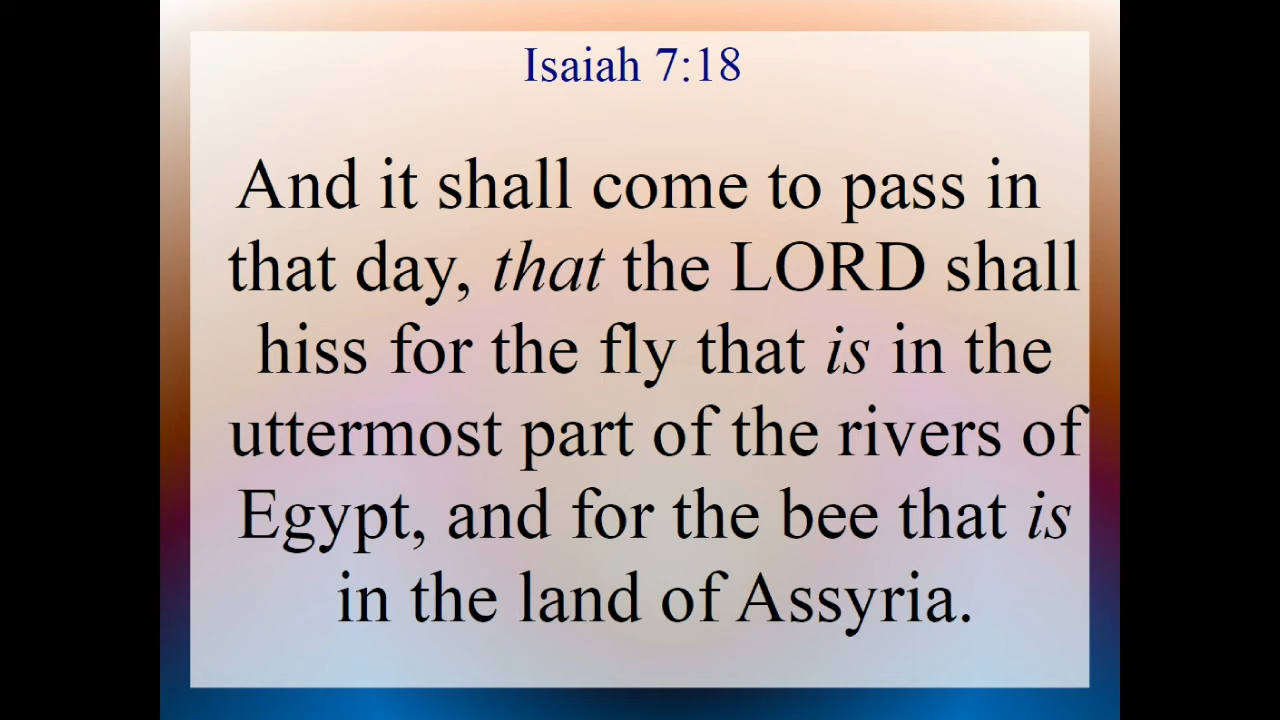 Isaiah 7:18
And it shall come to pass in
that day, that the LORD shall
hiss for the fly that is in the
uttermost part of the rivers of
Egypt, and for the bee that is
in the land of Assyria.